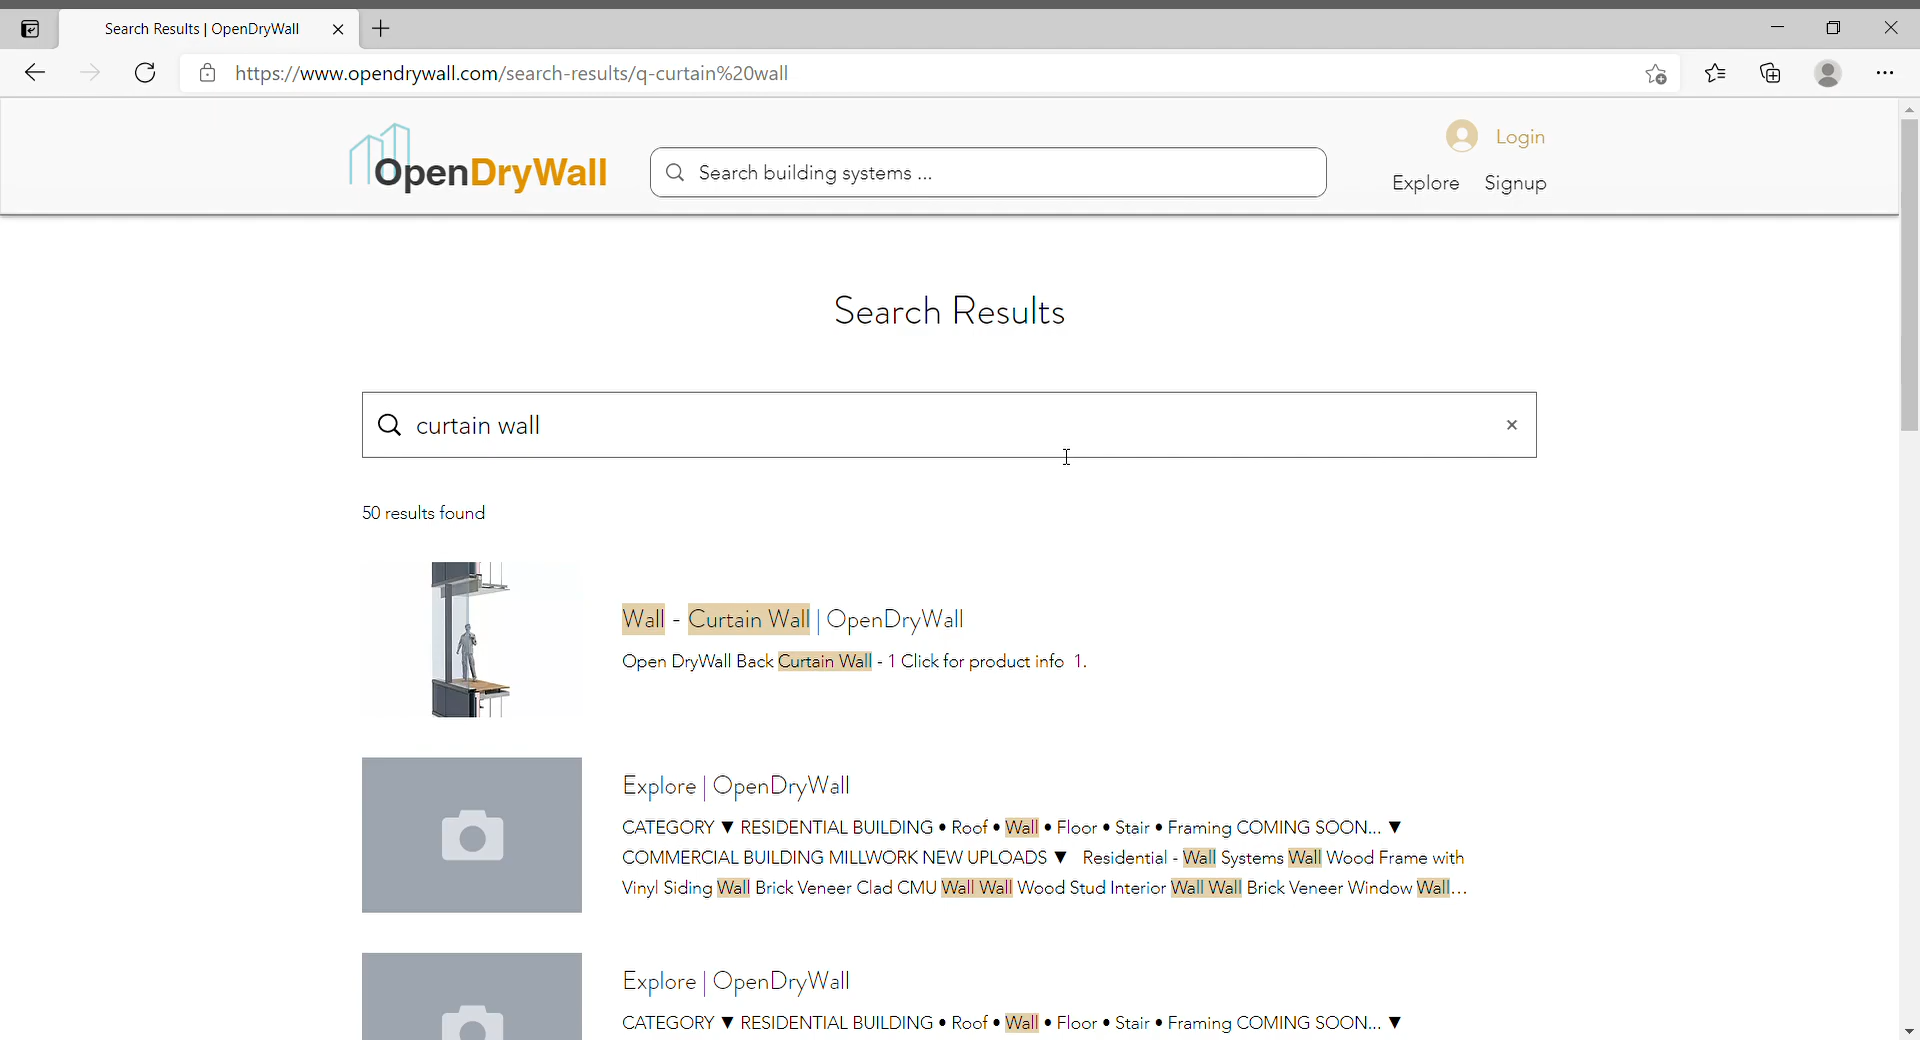 Search Results | OpenDryWall
https://www.opendrywall.com/search-results/q-curtain%20wall
OpenDryWall
Search building systems ...
Login
Explore
Signup
Search Results
curtain wall
50 results found
Wall - Curtain Wall | OpenDryWall
Open DryWall Back Curtain Wall - 1 Click for product info 1.
Explore | OpenDryWall
CATEGORY ▼ RESIDENTIAL BUILDING • Roof • Wall • Floor • Stair • Framing COMING SOON... ▼
COMMERCIAL BUILDING MILLWORK NEW UPLOADS ▼ Residential - Wall Systems Wall Wood Frame with
Vinyl Siding Wall Brick Veneer Clad CMU Wall Wall Wood Stud Interior Wall Wall Brick Veneer Window Wall...
Explore | OpenDryWall
CATEGORY ▼ RESIDENTIAL BUILDING • Roof • Wall • Floor • Stair • Framing COMING SOON... ▼